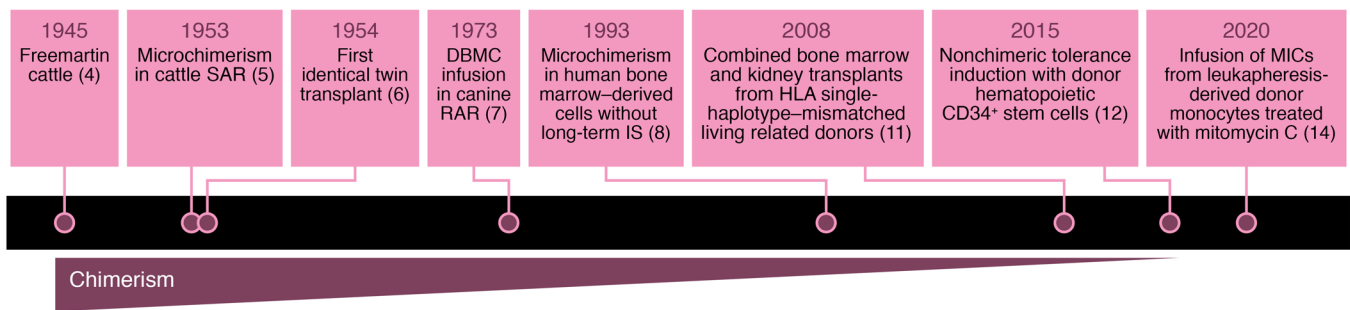 1945
Freemartin
cattle (4)
1953
Microchimerism
in cattle SAR (5)
1954
First
identical twin
transplant (6)
1973
DBMC
infusion
in canine
RAR (7)
1993
Microchimerism
in human bone
marrow–derived
cells without
long-term IS (8)
2008
Combined bone marrow
and kidney transplants
from HLA single-
haplotype–mismatched
living related donors (11)
2015
Nonchimeric tolerance
induction with donor
hematopoietic
CD34⁺ stem cells (12)
2020
Infusion of MICs
from leukapheresis-
derived donor
monocytes treated
with mitomycin C (14)
Chimerism